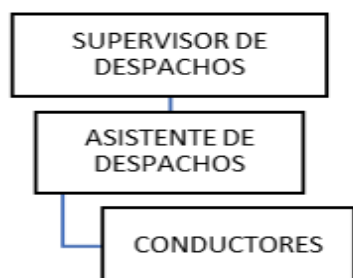 SUPERVISOR DE
DESPACHOS
ASISTENTE DE
DESPACHOS
CONDUCTORES